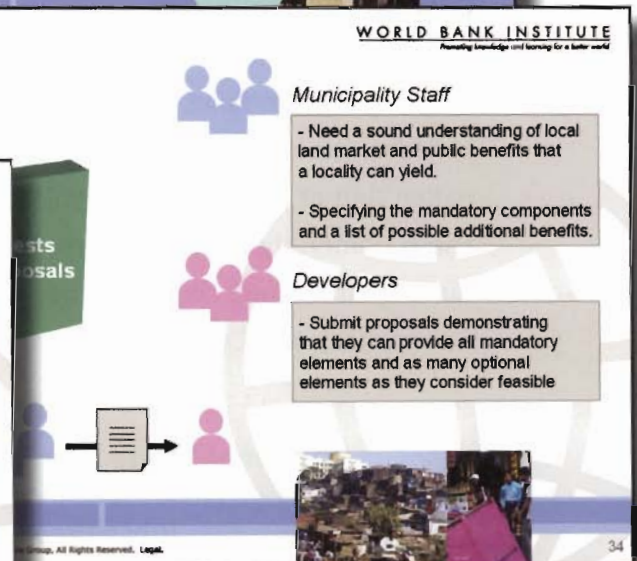 WORLD BANK INSTITUTE
Promoting knowledge and learning for a better world
Municipality Staff
- Need a sound understanding of local
land market and public benefits that
a locality can yield.
- Specifying the mandatory components
and a list of possible additional benefits.
ests
osals
Developers
- Submit proposals demonstrating
that they can provide all mandatory
elements and as many optional
elements as they consider feasible
Group, All Rights Reserved. Legal.
34